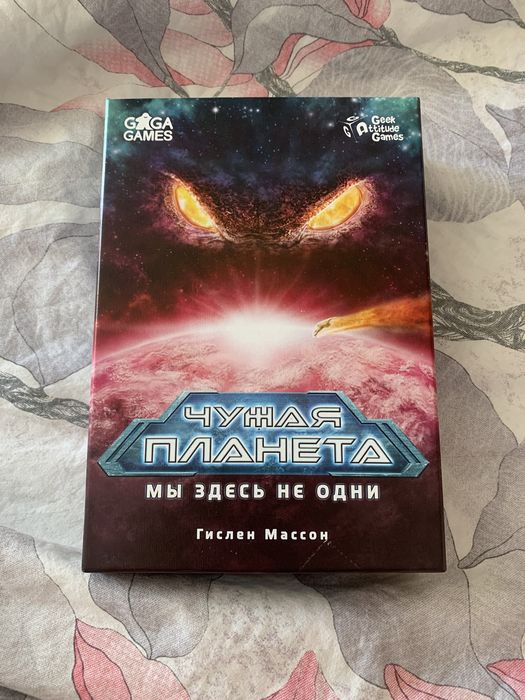 GAGA
GAMES
Geek
Attitude
Games
ЧУЖАЯ
ПЛАНЕТА
МЫ ЗДЕСЬ НЕ ОДНИ
Гислен Массон